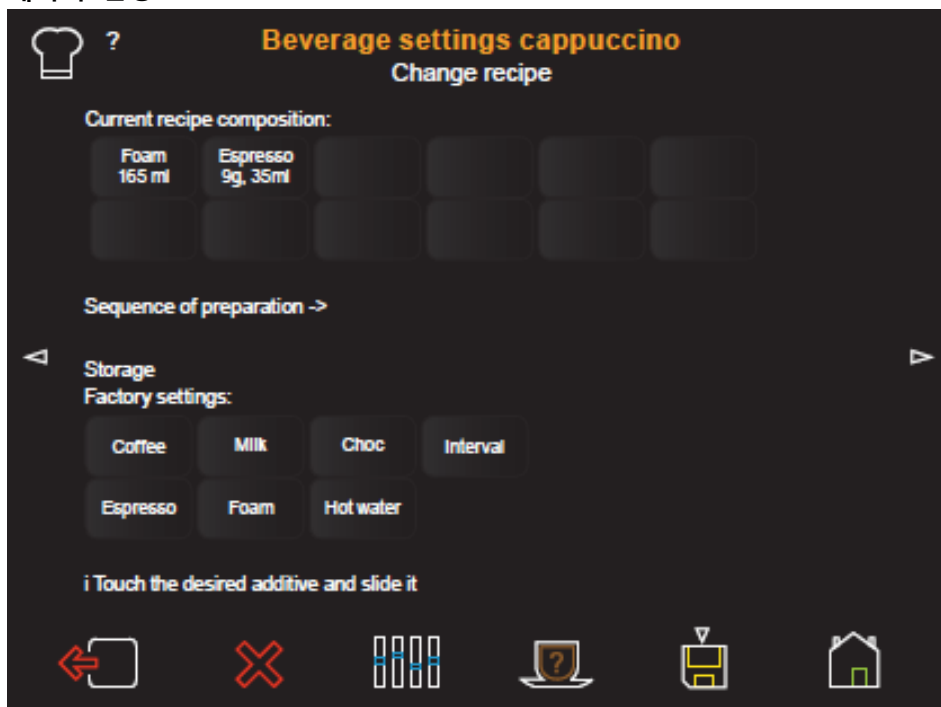 ?
Beverage settings cappuccino
Change recipe
Current recipe composition:
Foam
165 ml
Espresso
9g, 35ml
Sequence of preparation ->
Storage
Factory settings:
Coffee
Milk
Choc
Interval
Espresso
Foam
Hot water
i Touch the desired additive and slide it
?